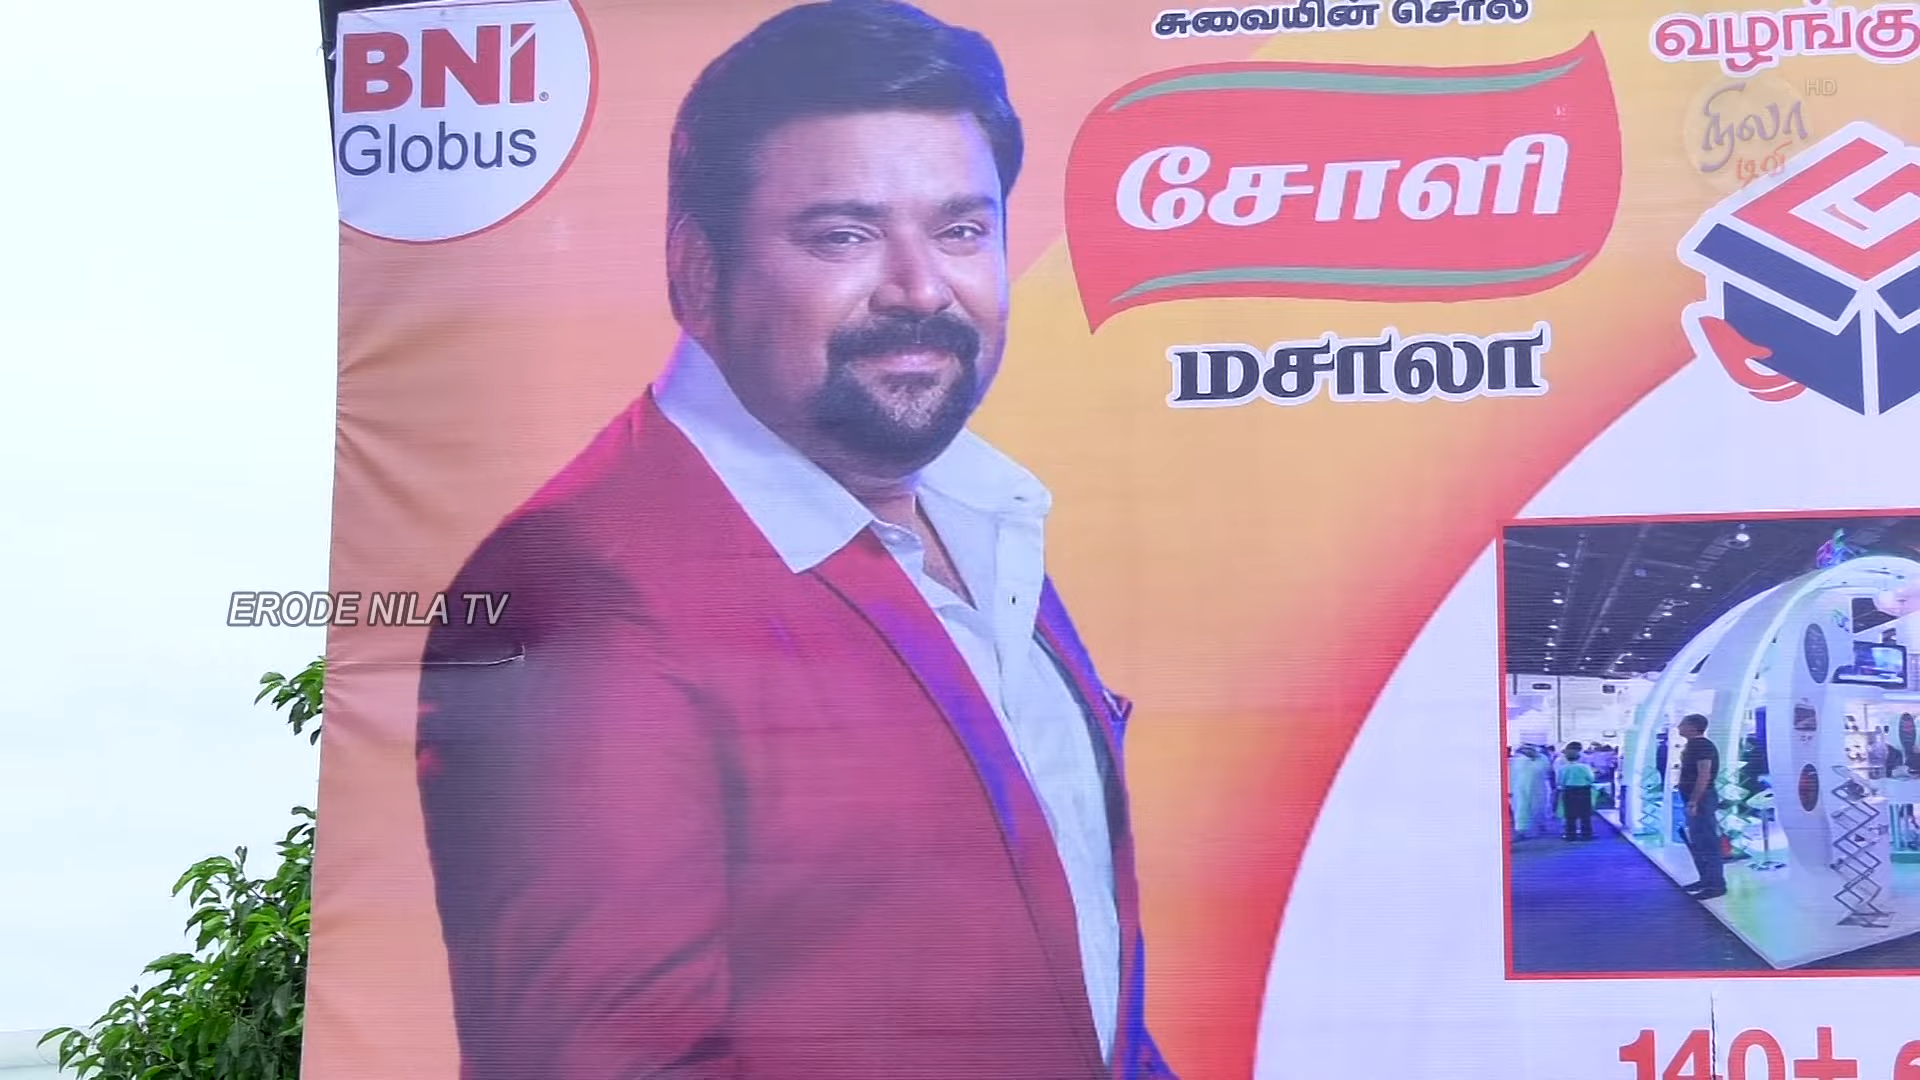 BNI®
Globus
சுவையின் சொல்
வழங்கு
சோளி
மசாலா
HD
நிலா
டிவி
ERODE NILA TV
140+